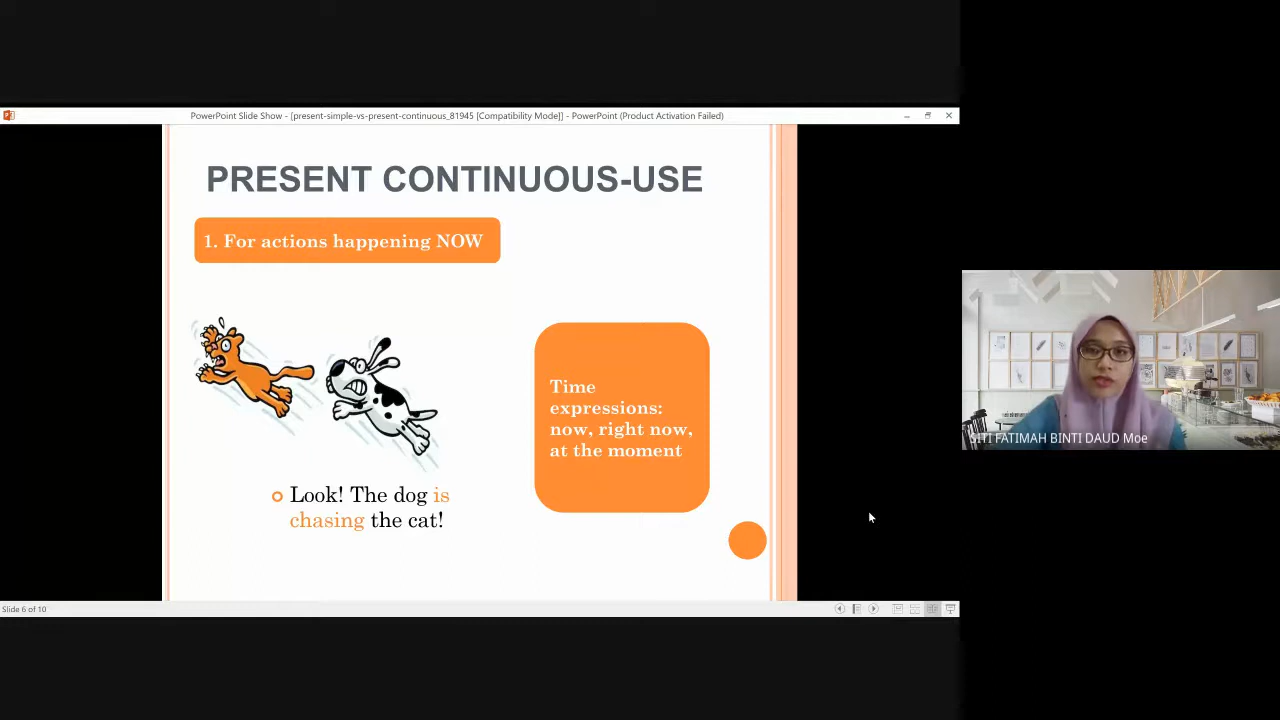 PowerPoint Slide Show - [present-simple-vs-present-continuous_81945 [Compatibility Mode]] - PowerPoint (Product Activation Failed)
PRESENT CONTINUOUS-USE
1. For actions happening NOW
Time
expressions:
now, right now,
at the moment
Look! The dog is
chasing the cat!
SITI FATIMAH BINTI DAUD Moe
Slide 6 of 10